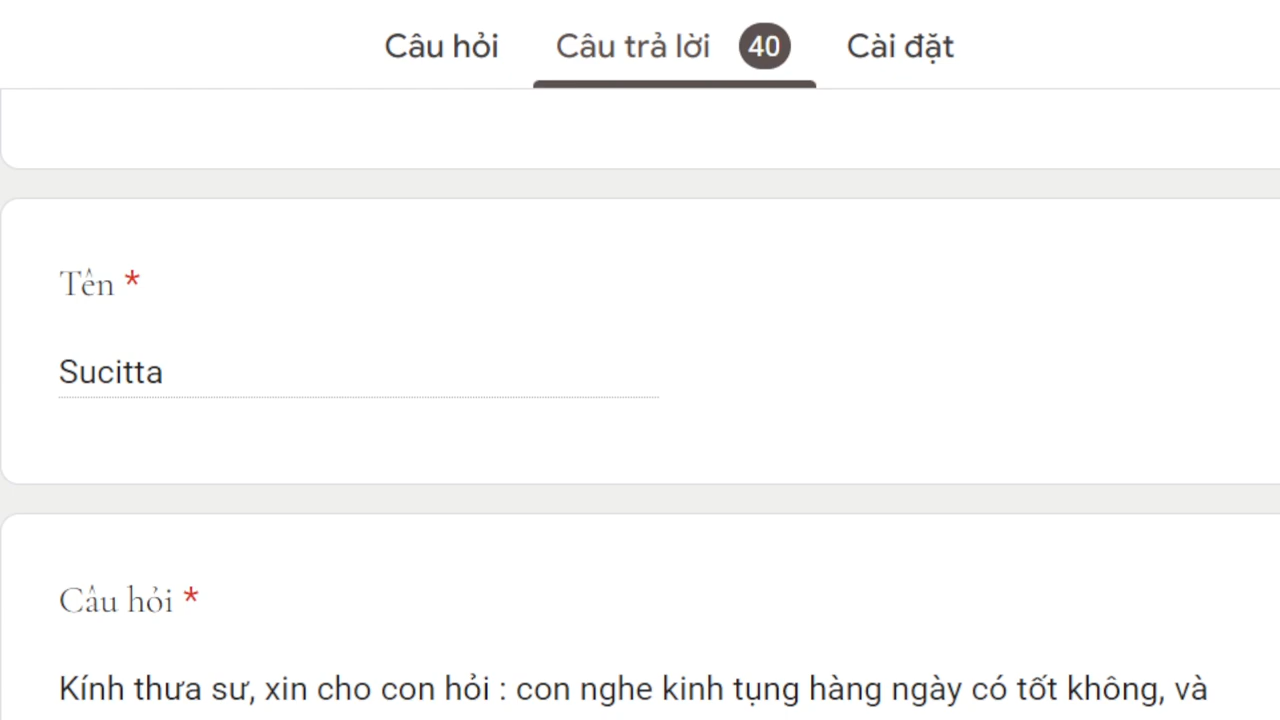 Câu hỏi Câu trả lời 40 Cài đặt
Tên *
Sucitta
Câu hỏi *
Kính thưa sư, xin cho con hỏi : con nghe kinh tụng hàng ngày có tốt không, và